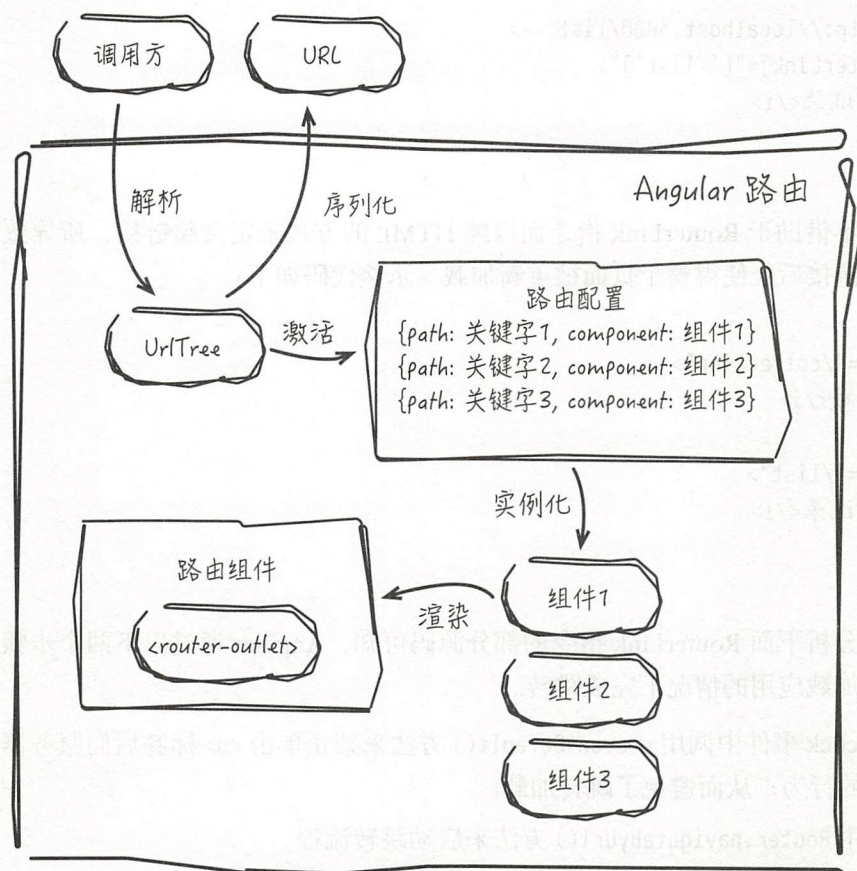 调用方
URL
解析
序列化
Angular 路由
UrlTree
激活
路由配置
{path: 关键字1, component: 组件1}
{path: 关键字2, component: 组件2}
{path: 关键字3, component: 组件3}
实例化
路由组件
<router-outlet>
渲染
组件1
组件2
组件3